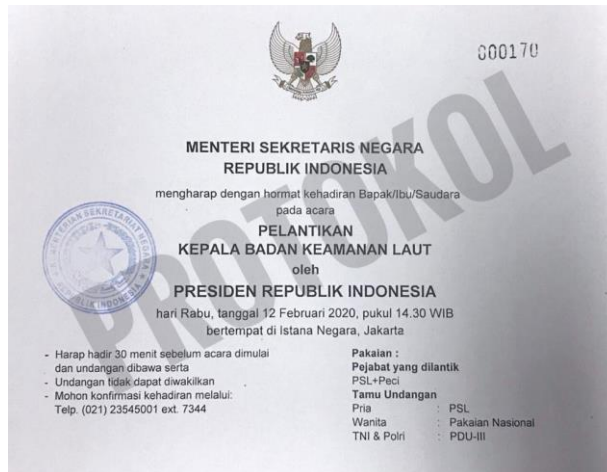 000170
MENTERI SEKRETARIS NEGARA
REPUBLIK INDONESIA
mengharap dengan hormat kehadiran Bapak/Ibu/Saudara
pada acara
PELANTIKAN
KEPALA BADAN KEAMANAN LAUT
oleh
PRESIDEN REPUBLIK INDONESIA
hari Rabu, tanggal 12 Februari 2020, pukul 14.30 WIB
bertempat di Istana Negara, Jakarta
PROTOKOL
- Harap hadir 30 menit sebelum acara dimulai
dan undangan dibawa serta
- Undangan tidak dapat diwakilkan
- Mohon konfirmasi kehadiran melalui:
Telp. (021) 23545001 ext. 7344
Pakaian :
Pejabat yang dilantik
PSL+Peci
Tamu Undangan
Pria : PSL
Wanita : Pakaian Nasional
TNI & Polri : PDU-III